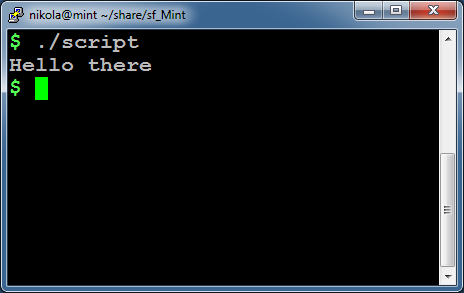 nikola@mint ~/share/sf_Mint
$ ./script
Hello there
$